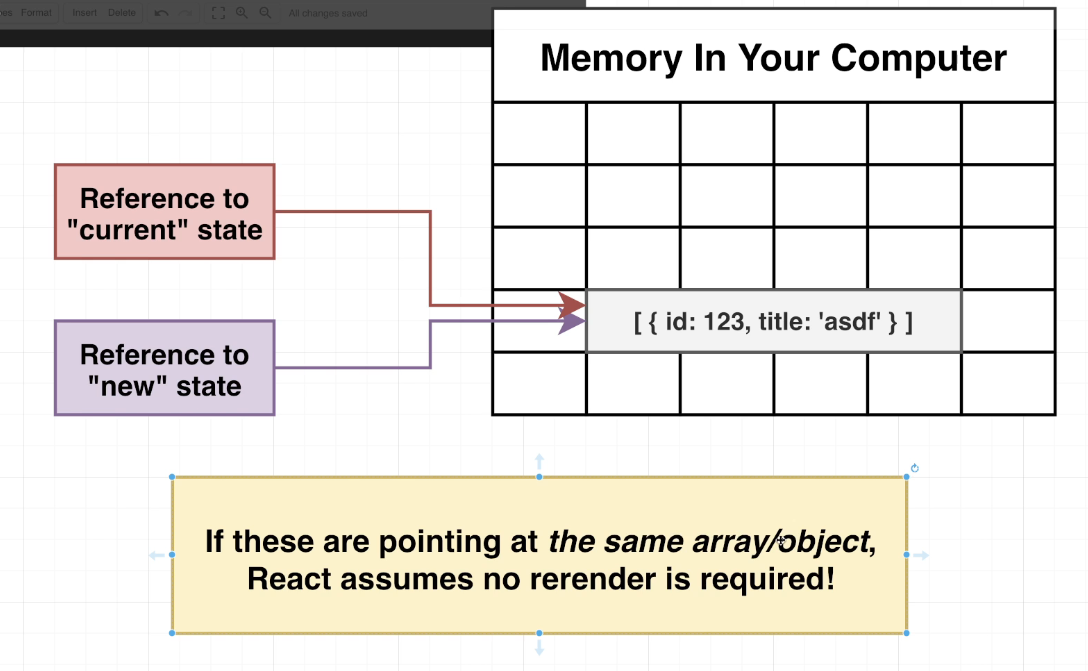 Format Insert Delete All changes saved
Memory In Your Computer
Reference to
"current" state
[ { id: 123, title: 'asdf' } ]
Reference to
"new" state
If these are pointing at the same array/object,
React assumes no rerender is required!